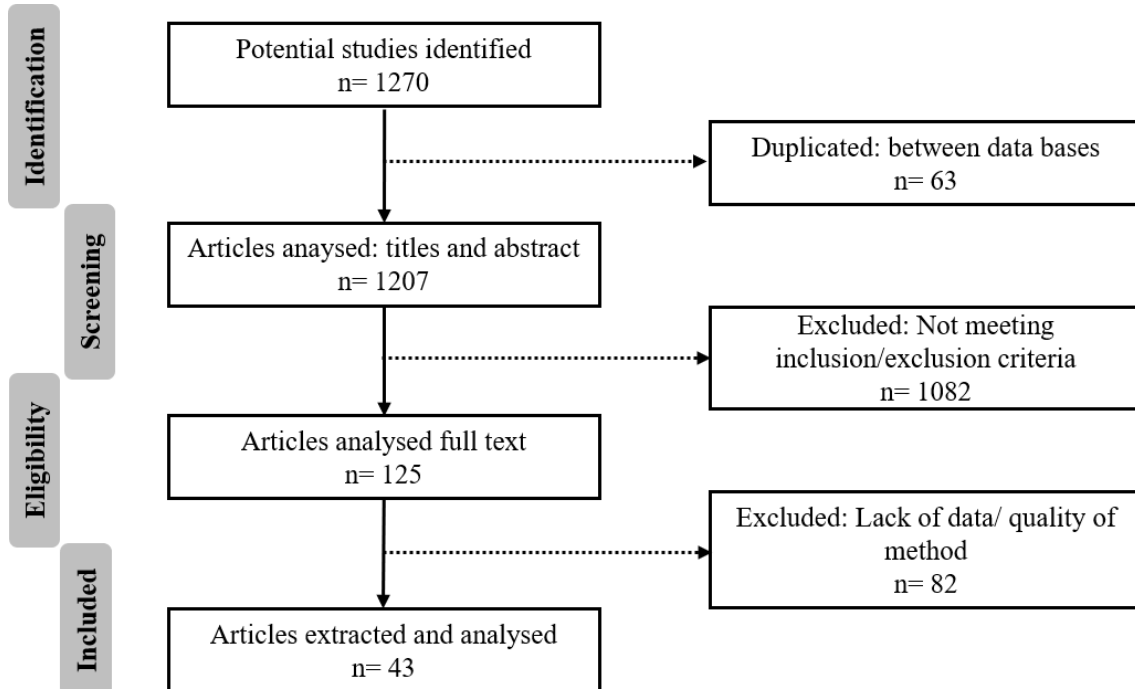 Identification
Potential studies identified
n= 1270
Duplicated: between data bases
n= 63
Screening
Articles anaysed: titles and abstract
n= 1207
Excluded: Not meeting
inclusion/exclusion criteria
n= 1082
Eligibility
Articles analysed full text
n= 125
Excluded: Lack of data/ quality of
method
n= 82
Included
Articles extracted and analysed
n= 43